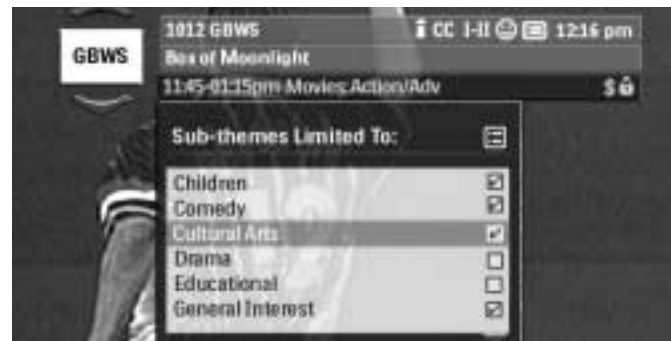 1012 GBWS CC I-II 12:16 pm
GBWS
Box of Moonlight
11:45-01:15pm Movies:Action/Adv $
Sub-themes Limited To:
Children
Comedy
Cultural Arts
Drama
Educational
General Interest